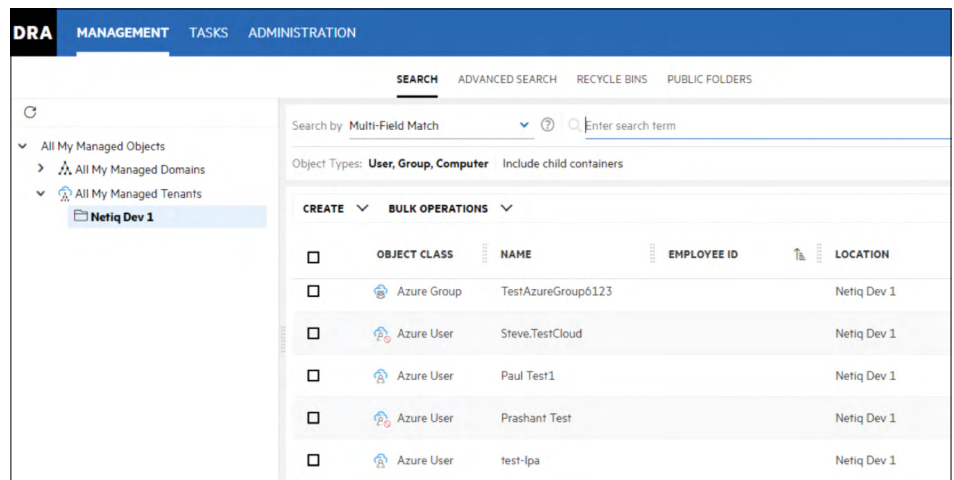 DRA MANAGEMENT TASKS ADMINISTRATION
SEARCH ADVANCED SEARCH RECYCLE BINS PUBLIC FOLDERS
All My Managed Objects
All My Managed Domains
All My Managed Tenants
Netiq Dev 1
Search by Multi-Field Match ? Enter search term
Object Types: User, Group, Computer Include child containers
CREATE BULK OPERATIONS
OBJECT CLASS NAME EMPLOYEE ID LOCATION
Azure Group TestAzureGroup6123 Netiq Dev 1
Azure User Steve.TestCloud Netiq Dev 1
Azure User Paul Test1 Netiq Dev 1
Azure User Prashant Test Netiq Dev 1
Azure User test-lpa Netiq Dev 1